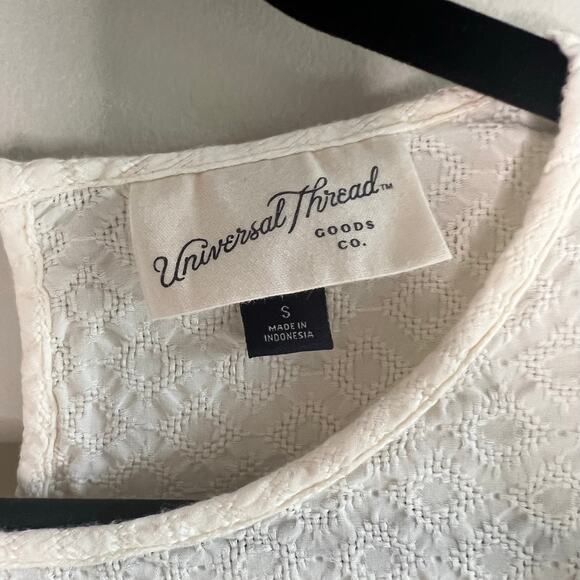 Universal Thread™
GOODS
CO.
S
MADE IN
INDONESIA